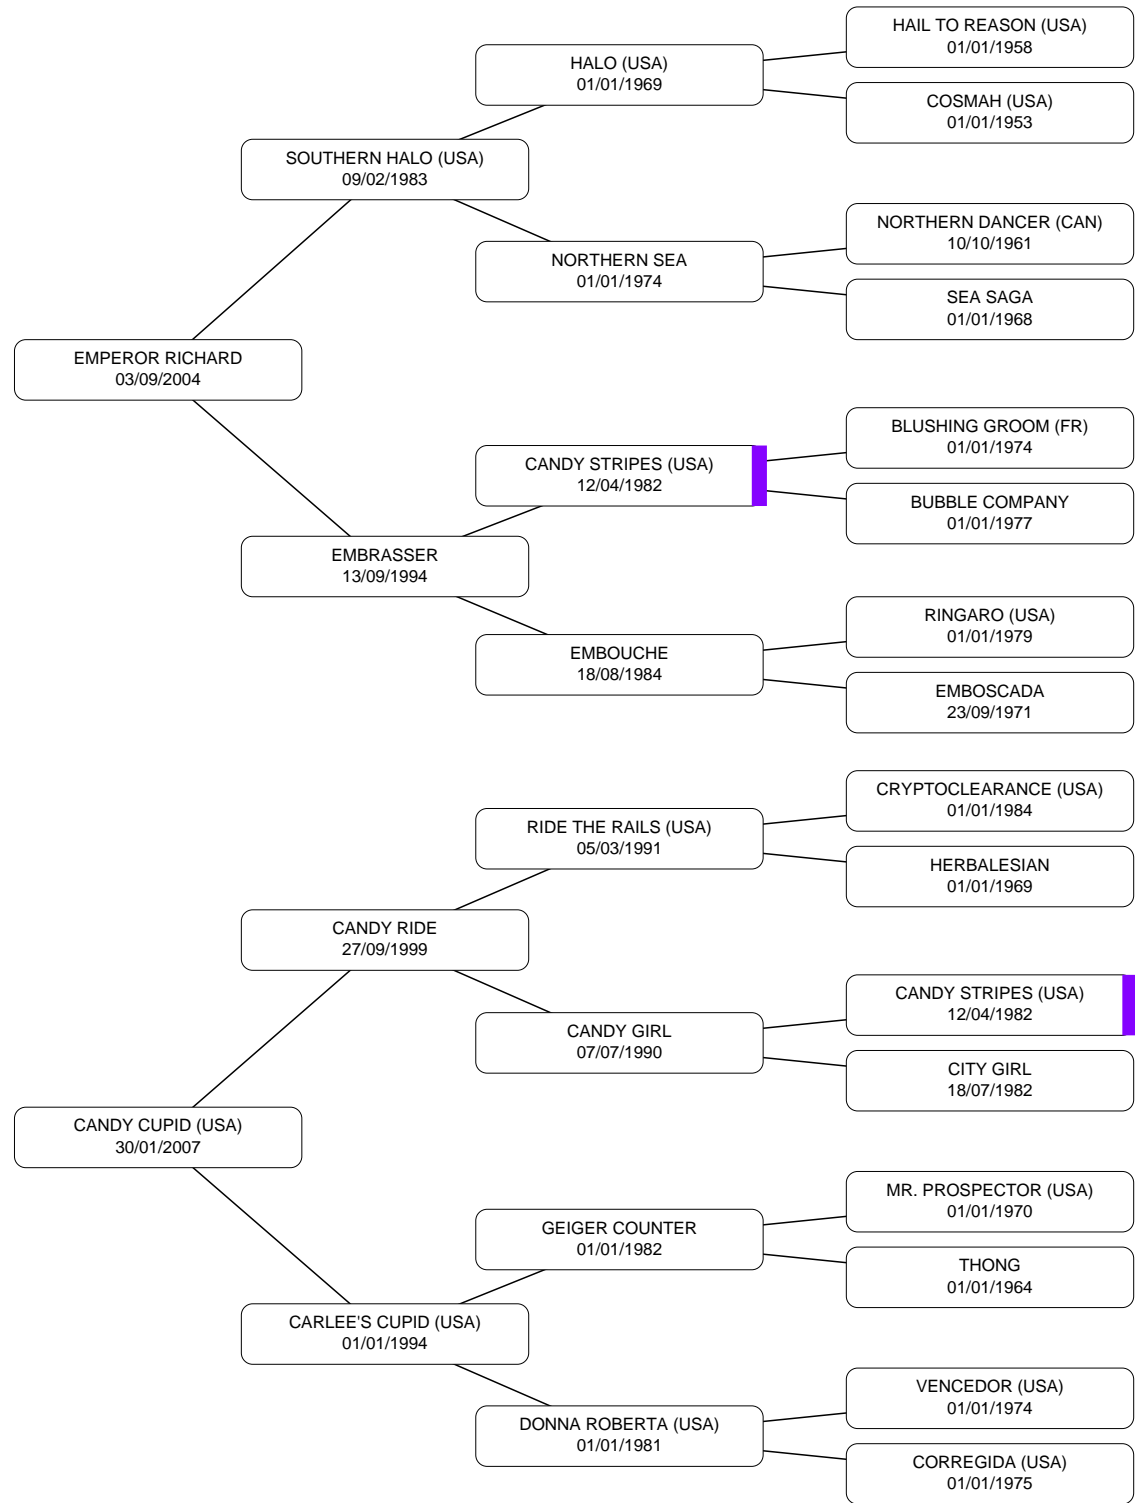 HAIL TO REASON (USA)
01/01/1958
HALO (USA)
01/01/1969
COSMAH (USA)
01/01/1953
SOUTHERN HALO (USA)
09/02/1983
NORTHERN DANCER (CAN)
10/10/1961
NORTHERN SEA
01/01/1974
SEA SAGA
01/01/1968
EMPEROR RICHARD
03/09/2004
BLUSHING GROOM (FR)
01/01/1974
CANDY STRIPES (USA)
12/04/1982
BUBBLE COMPANY
01/01/1977
EMBRASSER
13/09/1994
RINGARO (USA)
01/01/1979
EMBOUCHE
18/08/1984
EMBOSCADA
23/09/1971
CRYPTOCLEARANCE (USA)
01/01/1984
RIDE THE RAILS (USA)
05/03/1991
HERBALESIAN
01/01/1969
CANDY RIDE
27/09/1999
CANDY STRIPES (USA)
12/04/1982
CANDY GIRL
07/07/1990
CITY GIRL
18/07/1982
CANDY CUPID (USA)
30/01/2007
MR. PROSPECTOR (USA)
01/01/1970
GEIGER COUNTER
01/01/1982
THONG
01/01/1964
CARLEE'S CUPID (USA)
01/01/1994
VENCEDOR (USA)
01/01/1974
DONNA ROBERTA (USA)
01/01/1981
CORREGIDA (USA)
01/01/1975